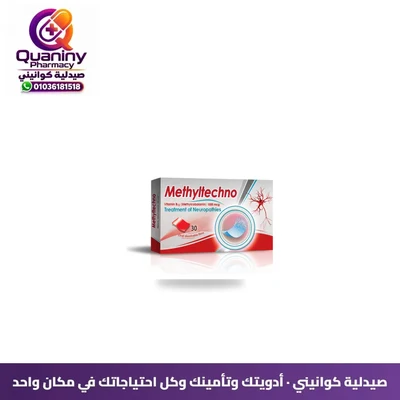 Quaniny
Pharmacy
صيدلية كوانيني
01036181518
Methyltechno
Treatment of Neuropathies
30
صيدلية كوانيني · أدويتك وتأمينك وكل احتياجاتك في مكان واحد